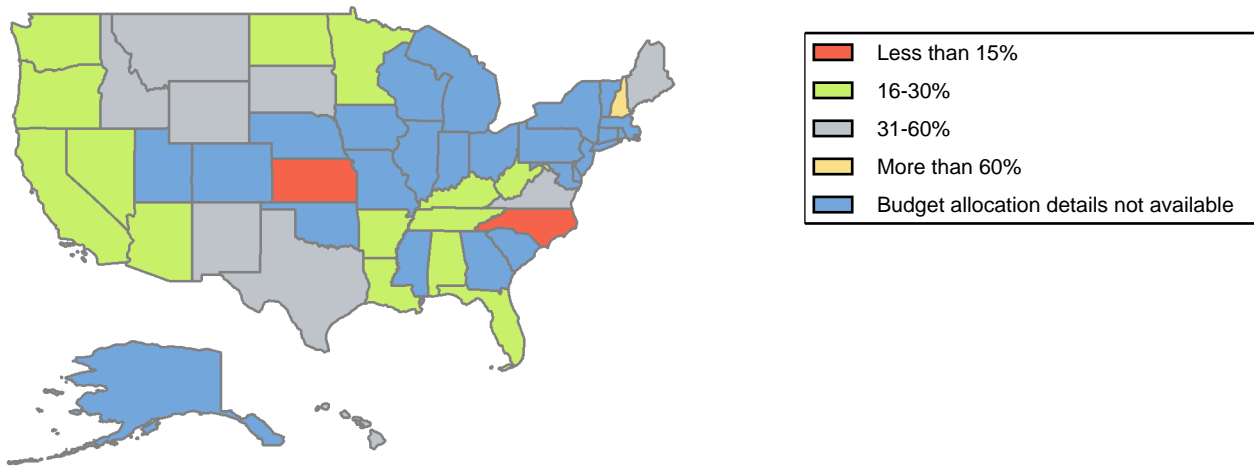 Less than 15%
16-30%
31-60%
More than 60%
Budget allocation details not available